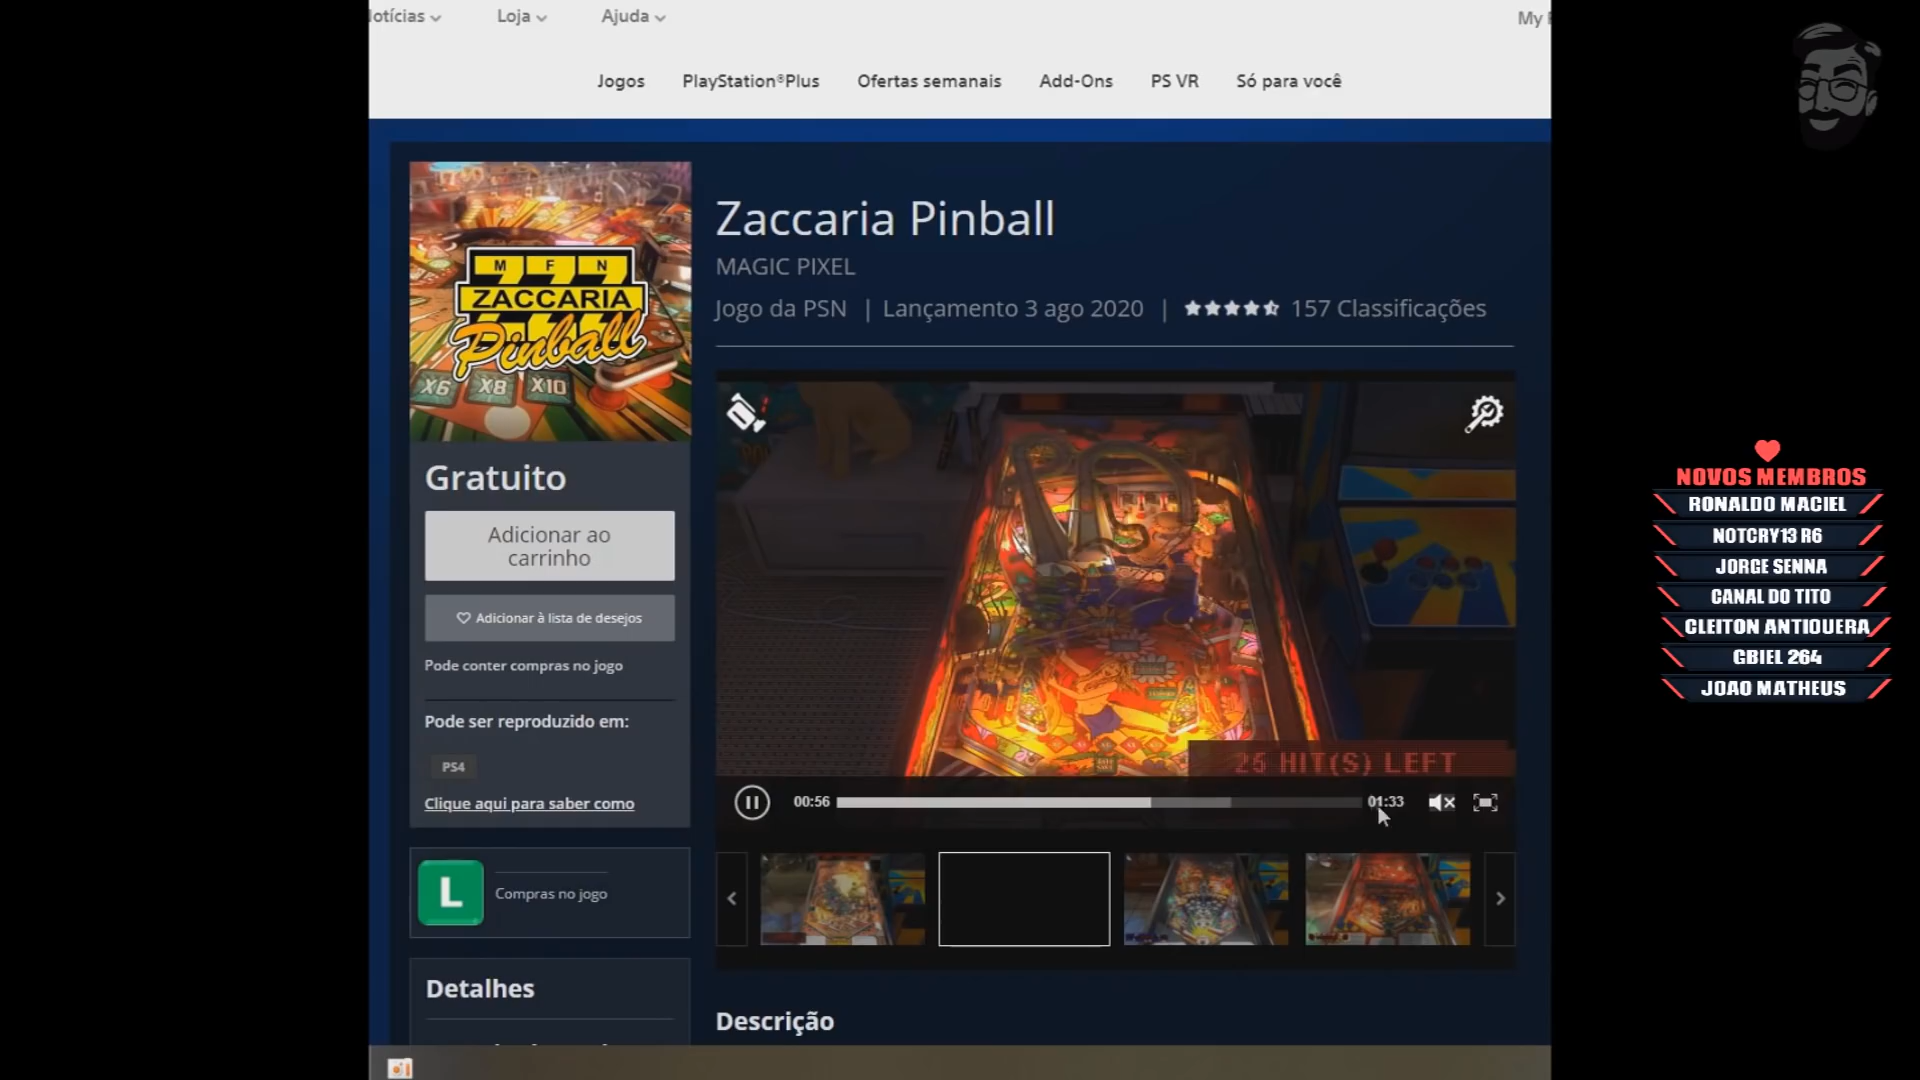 Notícias
Loja
Ajuda
My
Jogos
PlayStation®Plus
Ofertas semanais
Add-Ons
PS VR
Só para você
M F N
ZACCARIA
Pinball
X6 X8 X10
Zaccaria Pinball
MAGIC PIXEL
Jogo da PSN | Lançamento 3 ago 2020 | 157 Classificações
Gratuito
Adicionar ao
carrinho
Adicionar à lista de desejos
Pode conter compras no jogo
Pode ser reproduzido em:
PS4
Clique aqui para saber como
L
Compras no jogo
Detalhes
25 HIT(S) LEFT
00:56
01:33
Descrição
NOVOS MEMBROS
RONALDO MACIEL
NOTCRY13 R6
JORGE SENNA
CANAL DO TITO
CLEITON ANTIQUERA
GBIEL 264
JOAO MATHEUS